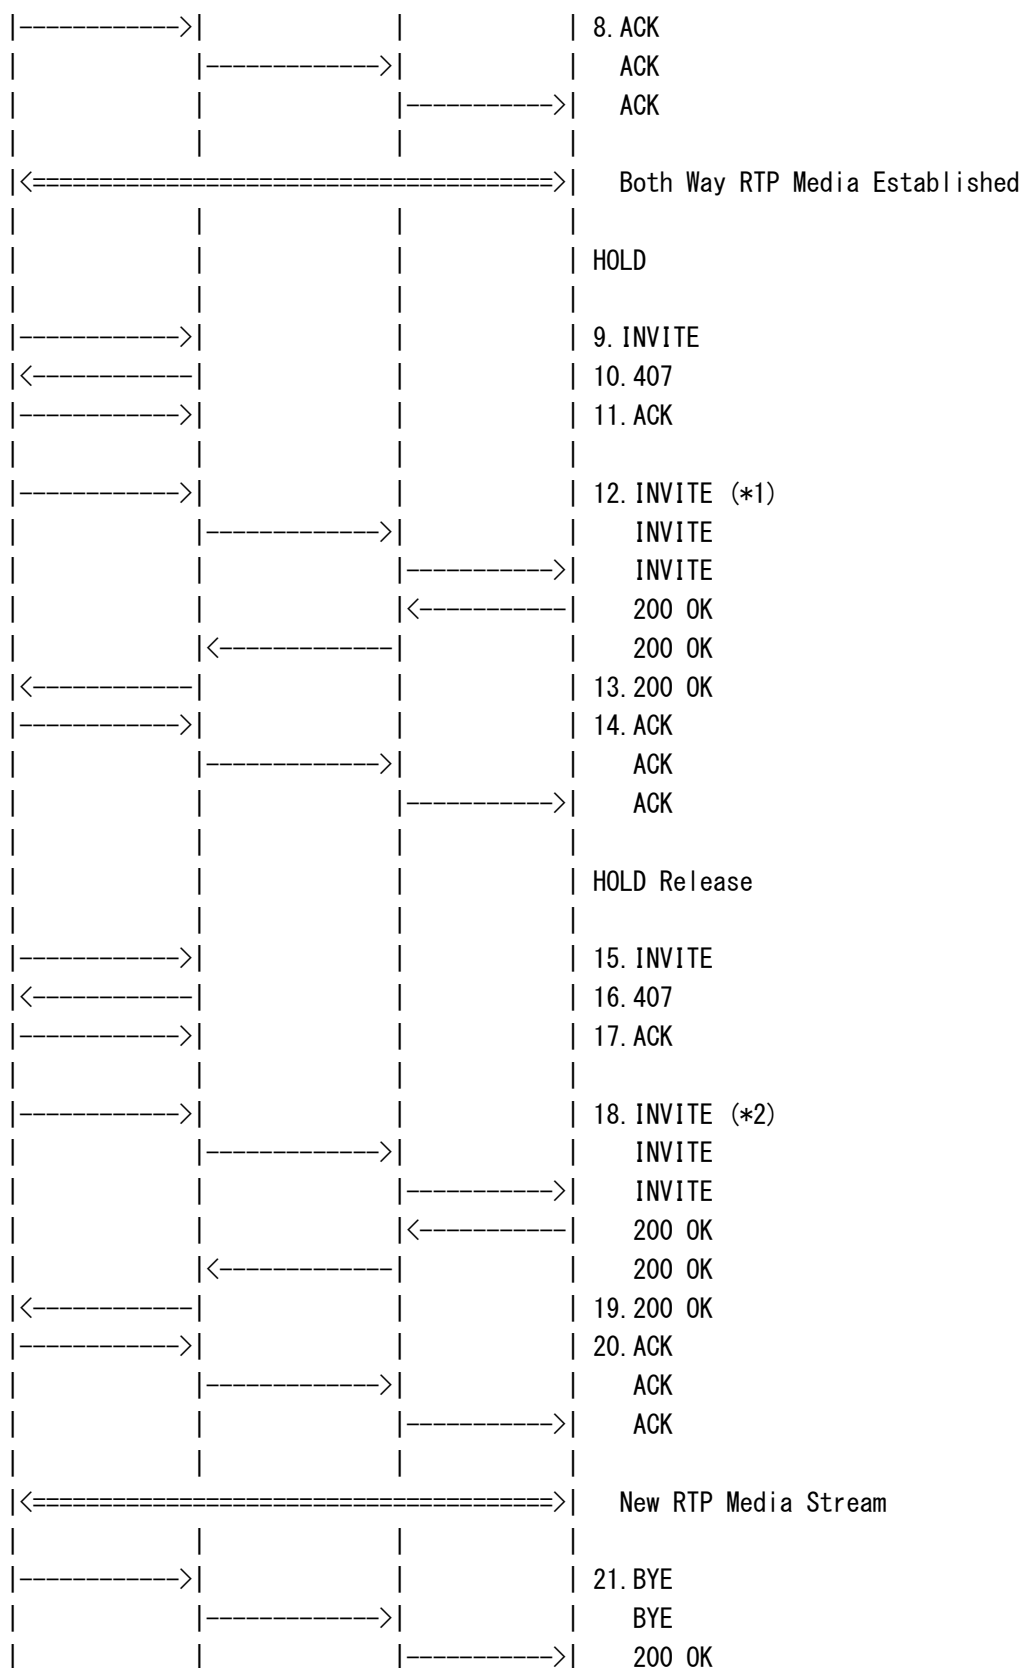 |------------>|               |            | 8.ACK
|             |-------------->|            |   ACK
|             |               |----------->|   ACK
|             |               |            |
|<========================================>|   Both Way RTP Media Established
|             |               |            |
|             |               |            | HOLD
|             |               |            |
|------------>|               |            | 9.INVITE
|<------------|               |            | 10.407
|------------>|               |            | 11.ACK
|             |               |            |
|------------>|               |            | 12.INVITE (*1)
|             |-------------->|            |    INVITE
|             |               |----------->|    INVITE
|             |               |<-----------|    200 OK
|             |<--------------|            |    200 OK
|<------------|               |            | 13.200 OK
|------------>|               |            | 14.ACK
|             |-------------->|            |    ACK
|             |               |----------->|    ACK
|             |               |            |
|             |               |            | HOLD Release
|             |               |            |
|------------>|               |            | 15.INVITE
|<------------|               |            | 16.407
|------------>|               |            | 17.ACK
|             |               |            |
|------------>|               |            | 18.INVITE (*2)
|             |-------------->|            |    INVITE
|             |               |----------->|    INVITE
|             |               |<-----------|    200 OK
|             |<--------------|            |    200 OK
|<------------|               |            | 19.200 OK
|------------>|               |            | 20.ACK
|             |-------------->|            |    ACK
|             |               |----------->|    ACK
|             |               |            |
|<========================================>|   New RTP Media Stream
|             |               |            |
|------------>|               |            | 21.BYE
|             |-------------->|            |    BYE
|             |               |----------->|    200 OK